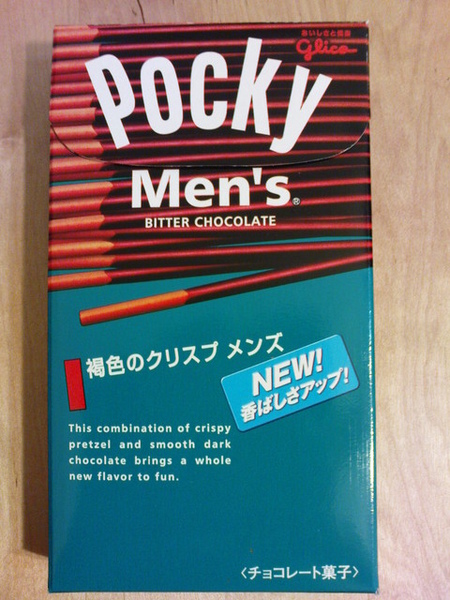 おいしさと健康
Glico
Pocky
Men's®
BITTER CHOCOLATE
褐色のクリスプ メンズ
NEW!
香ばしさアップ!
This combination of crispy
pretzel and smooth dark
chocolate brings a whole
new flavor to fun.
〈チョコレート菓子〉